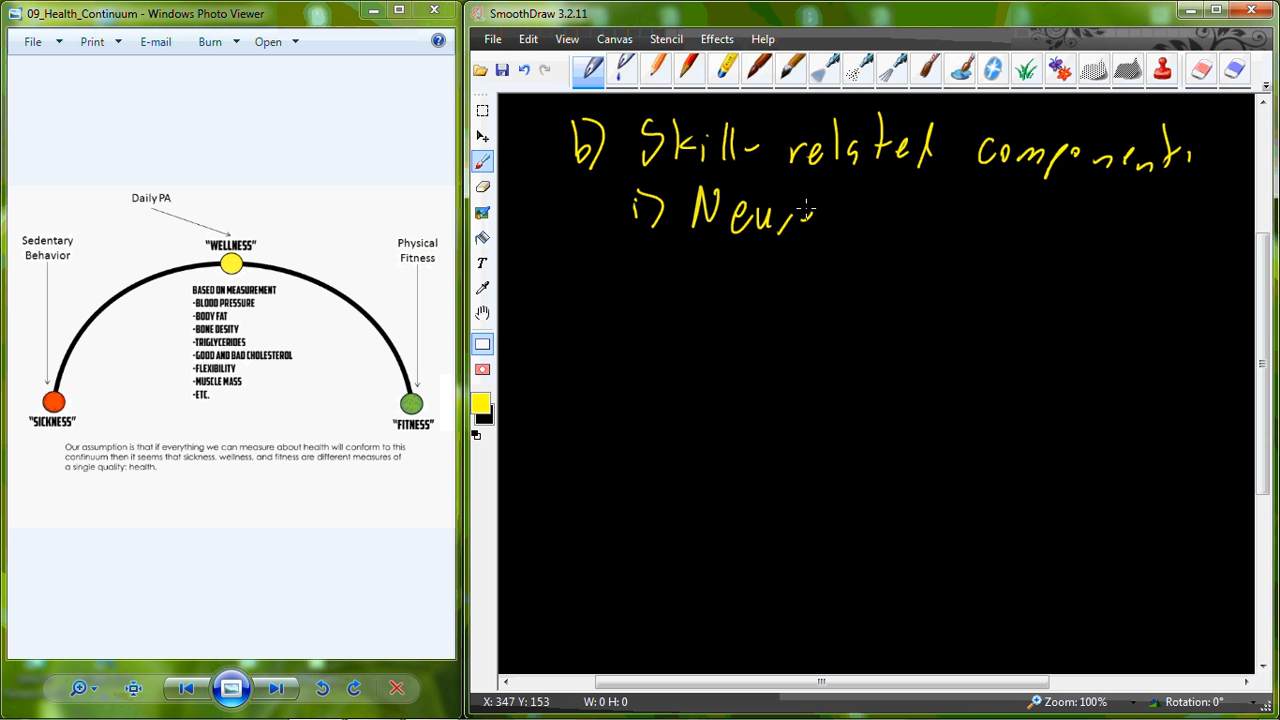 09_Health_Continuum - Windows Photo Viewer
File Print E-mail Burn Open
Daily PA
Sedentary
Behavior
Physical
Fitness
"WELLNESS"
BASED ON MEASUREMENT
-BLOOD PRESSURE
-BODY FAT
-BONE DESITY
-TRIGLYCERIDES
-GOOD AND BAD CHOLESTEROL
-FLEXIBILITY
-MUSCLE MASS
-ETC.
"SICKNESS"
"FITNESS"
Our assumption is that if everything we can measure about health will conform to this
continuum then it seems that sickness, wellness, and fitness are different measures of
a single quality: health.
SmoothDraw 3.2.11
File Edit View Canvas Stencil Effects Help
b) Skill-related component.
i) Neur
X: 347 Y: 153 W: 0 H: 0 Zoom: 100% Rotation: 0°